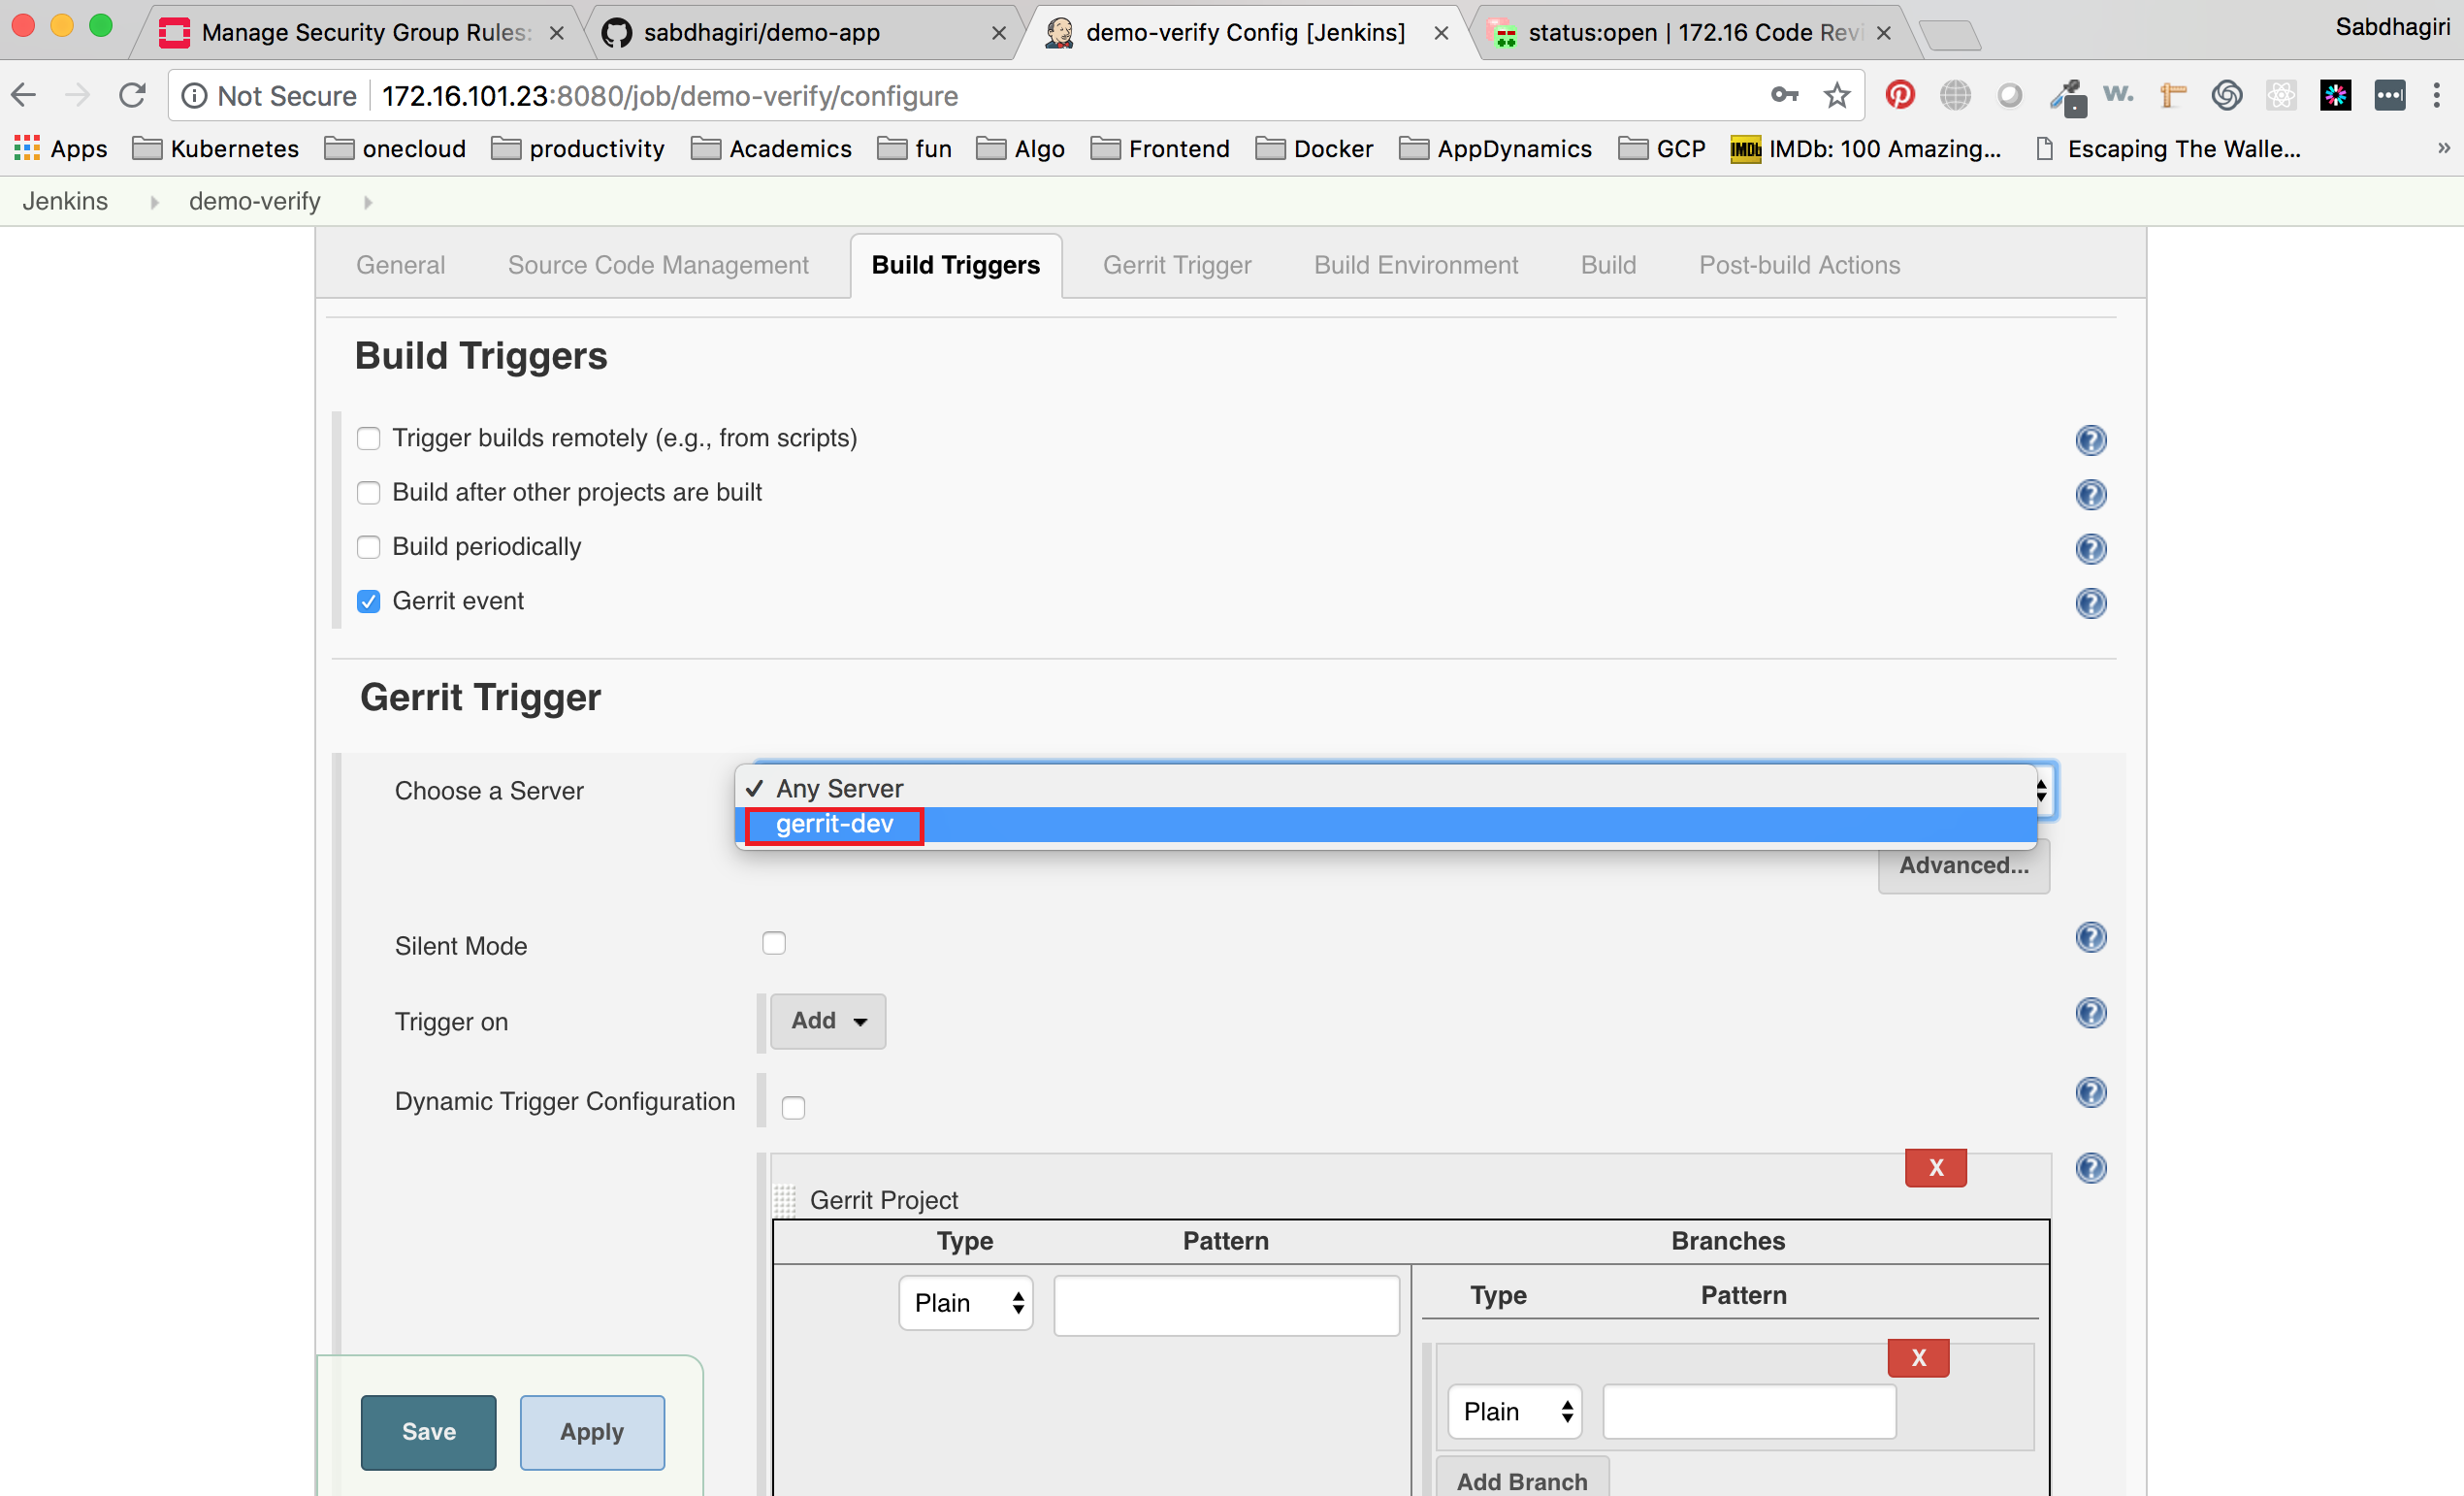 Manage Security Group Rules:
sabdhagiri/demo-app
demo-verify Config [Jenkins]
status:open | 172.16 Code Revi
Sabdhagiri
Not Secure
172.16.101.23:8080/job/demo-verify/configure
w.
Apps
Kubernetes
onecloud
productivity
Academics
fun
Algo
Frontend
Docker
AppDynamics
GCP
IMDb
IMDb: 100 Amazing...
Escaping The Walle...
»
Jenkins
demo-verify
General
Source Code Management
Build Triggers
Gerrit Trigger
Build Environment
Build
Post-build Actions
Build Triggers
Trigger builds remotely (e.g., from scripts)
Build after other projects are built
Build periodically
Gerrit event
Gerrit Trigger
Choose a Server
✓ Any Server
gerrit-dev
Advanced...
Silent Mode
Trigger on
Add
Dynamic Trigger Configuration
X
Gerrit Project
Type
Pattern
Branches
Plain
Type
Pattern
X
Plain
Add Branch
Save
Apply